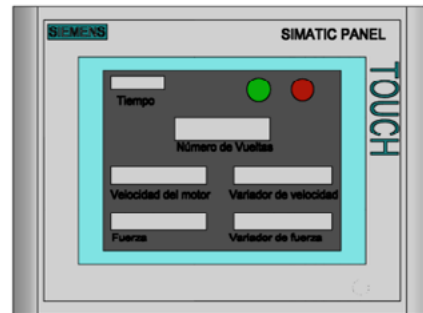 SIEMENS
SIMATIC PANEL
TOUCH
Tiempo
Número de Vueltas
Velocidad del motor
Variador de velocidad
Fuerza
Variador de fuerza